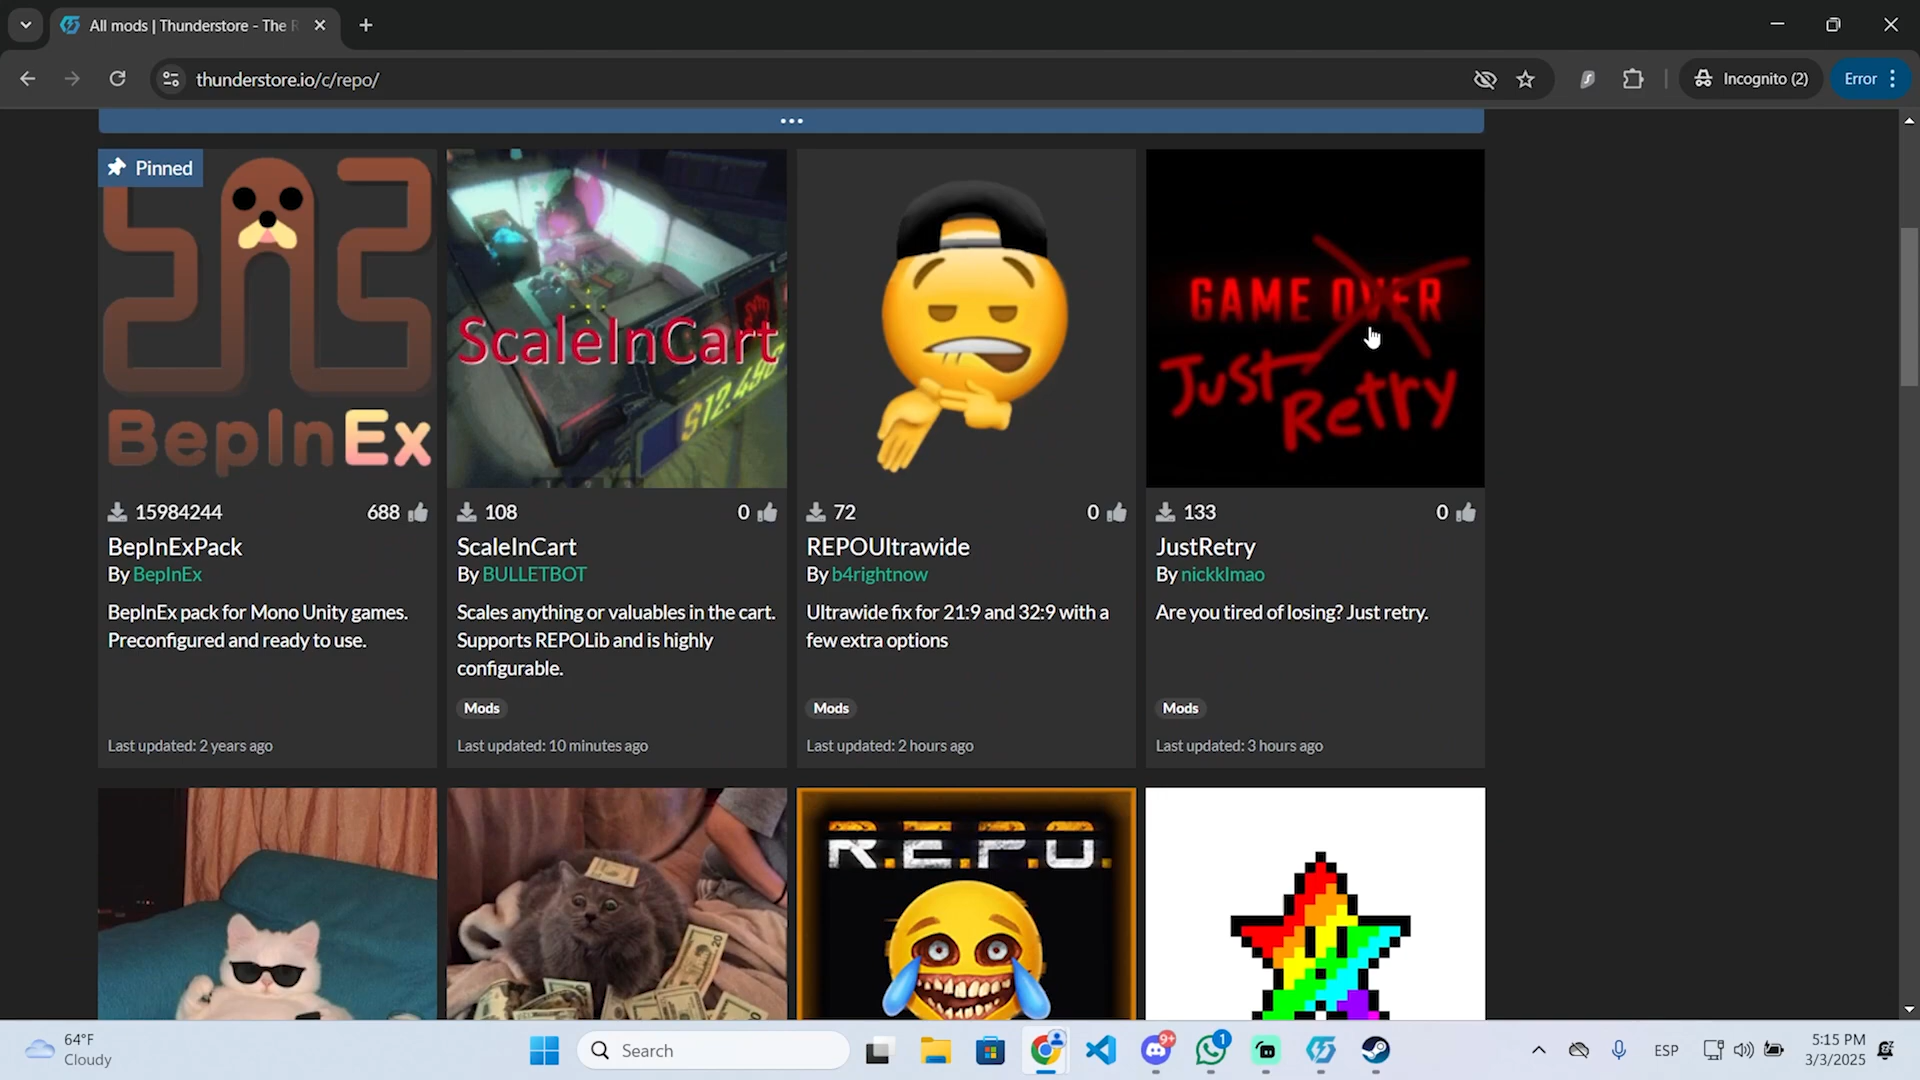 All mods | Thunderstore - The R
thunderstore.io/c/repo/
Incognito (2)
Error
Pinned
BepInEx
ScaleInCart
$12.496
GAME OVER
Just
Retry
15984244
688
108
0
72
0
133
0
BepInExPack
ScaleInCart
REPOUltrawide
JustRetry
By BepInEx
By BULLETBOT
By b4rightnow
By nickklmao
BepInEx pack for Mono Unity games.
Preconfigured and ready to use.
Scales anything or valuables in the cart.
Supports REPOLib and is highly
configurable.
Ultrawide fix for 21:9 and 32:9 with a
few extra options
Are you tired of losing? Just retry.
Mods
Mods
Mods
Last updated: 2 years ago
Last updated: 10 minutes ago
Last updated: 2 hours ago
Last updated: 3 hours ago
R.E.P.O.
20
64°F
Cloudy
Search
9+
1
ESP
5:15 PM
3/3/2025